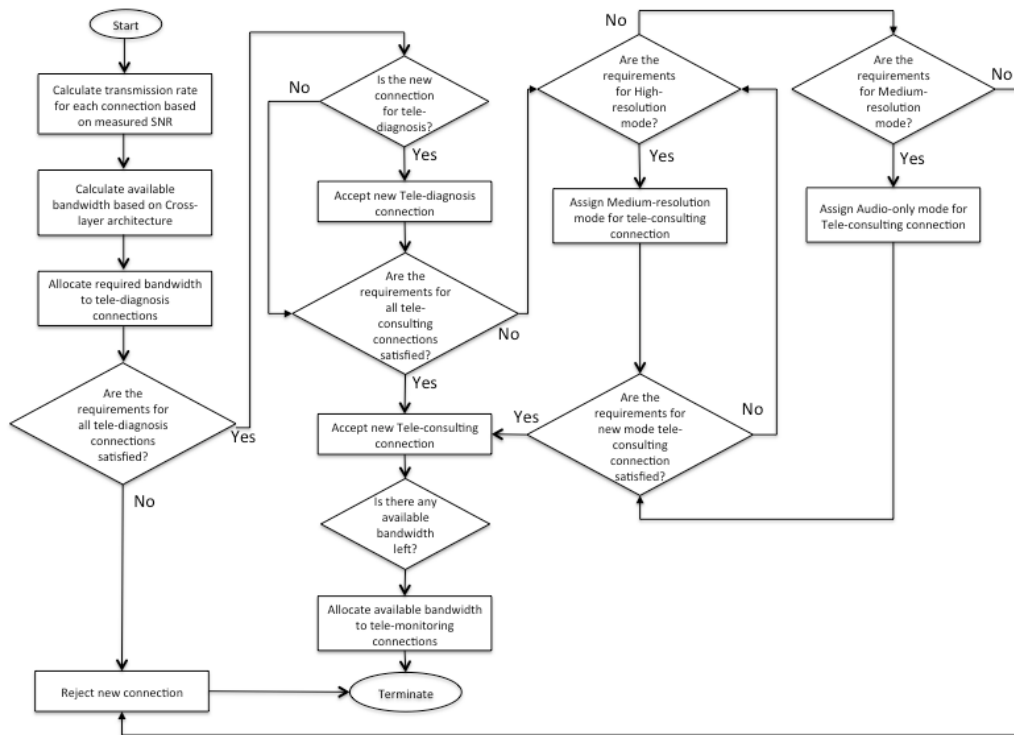 Start
Calculate transmission rate
for each connection based
on measured SNR
Calculate available
bandwidth based on Cross-
layer architecture
Allocate required bandwidth
to tele-diagnosis
connections
Are the
requirements for
all tele-diagnosis
connections
satisfied?
Yes
No
Reject new connection
Is the new
connection
for tele-
diagnosis?
No
Yes
Accept new Tele-diagnosis
connection
Are the
requirements for
all tele-
consulting
connections
satisfied?
No
Yes
Accept new Tele-consulting
connection
Is there any
available
bandwidth
left?
Allocate available bandwidth
to tele-monitoring
connections
Terminate
No
Are the
requirements
for High-
resolution
mode?
Yes
Assign Medium-resolution
mode for tele-consulting
connection
Are the
requirements for
new mode tele-
consulting
connection
satisfied?
Yes
No
Are the
requirements
for Medium-
resolution
mode?
No
Yes
Assign Audio-only mode for
Tele-consulting connection